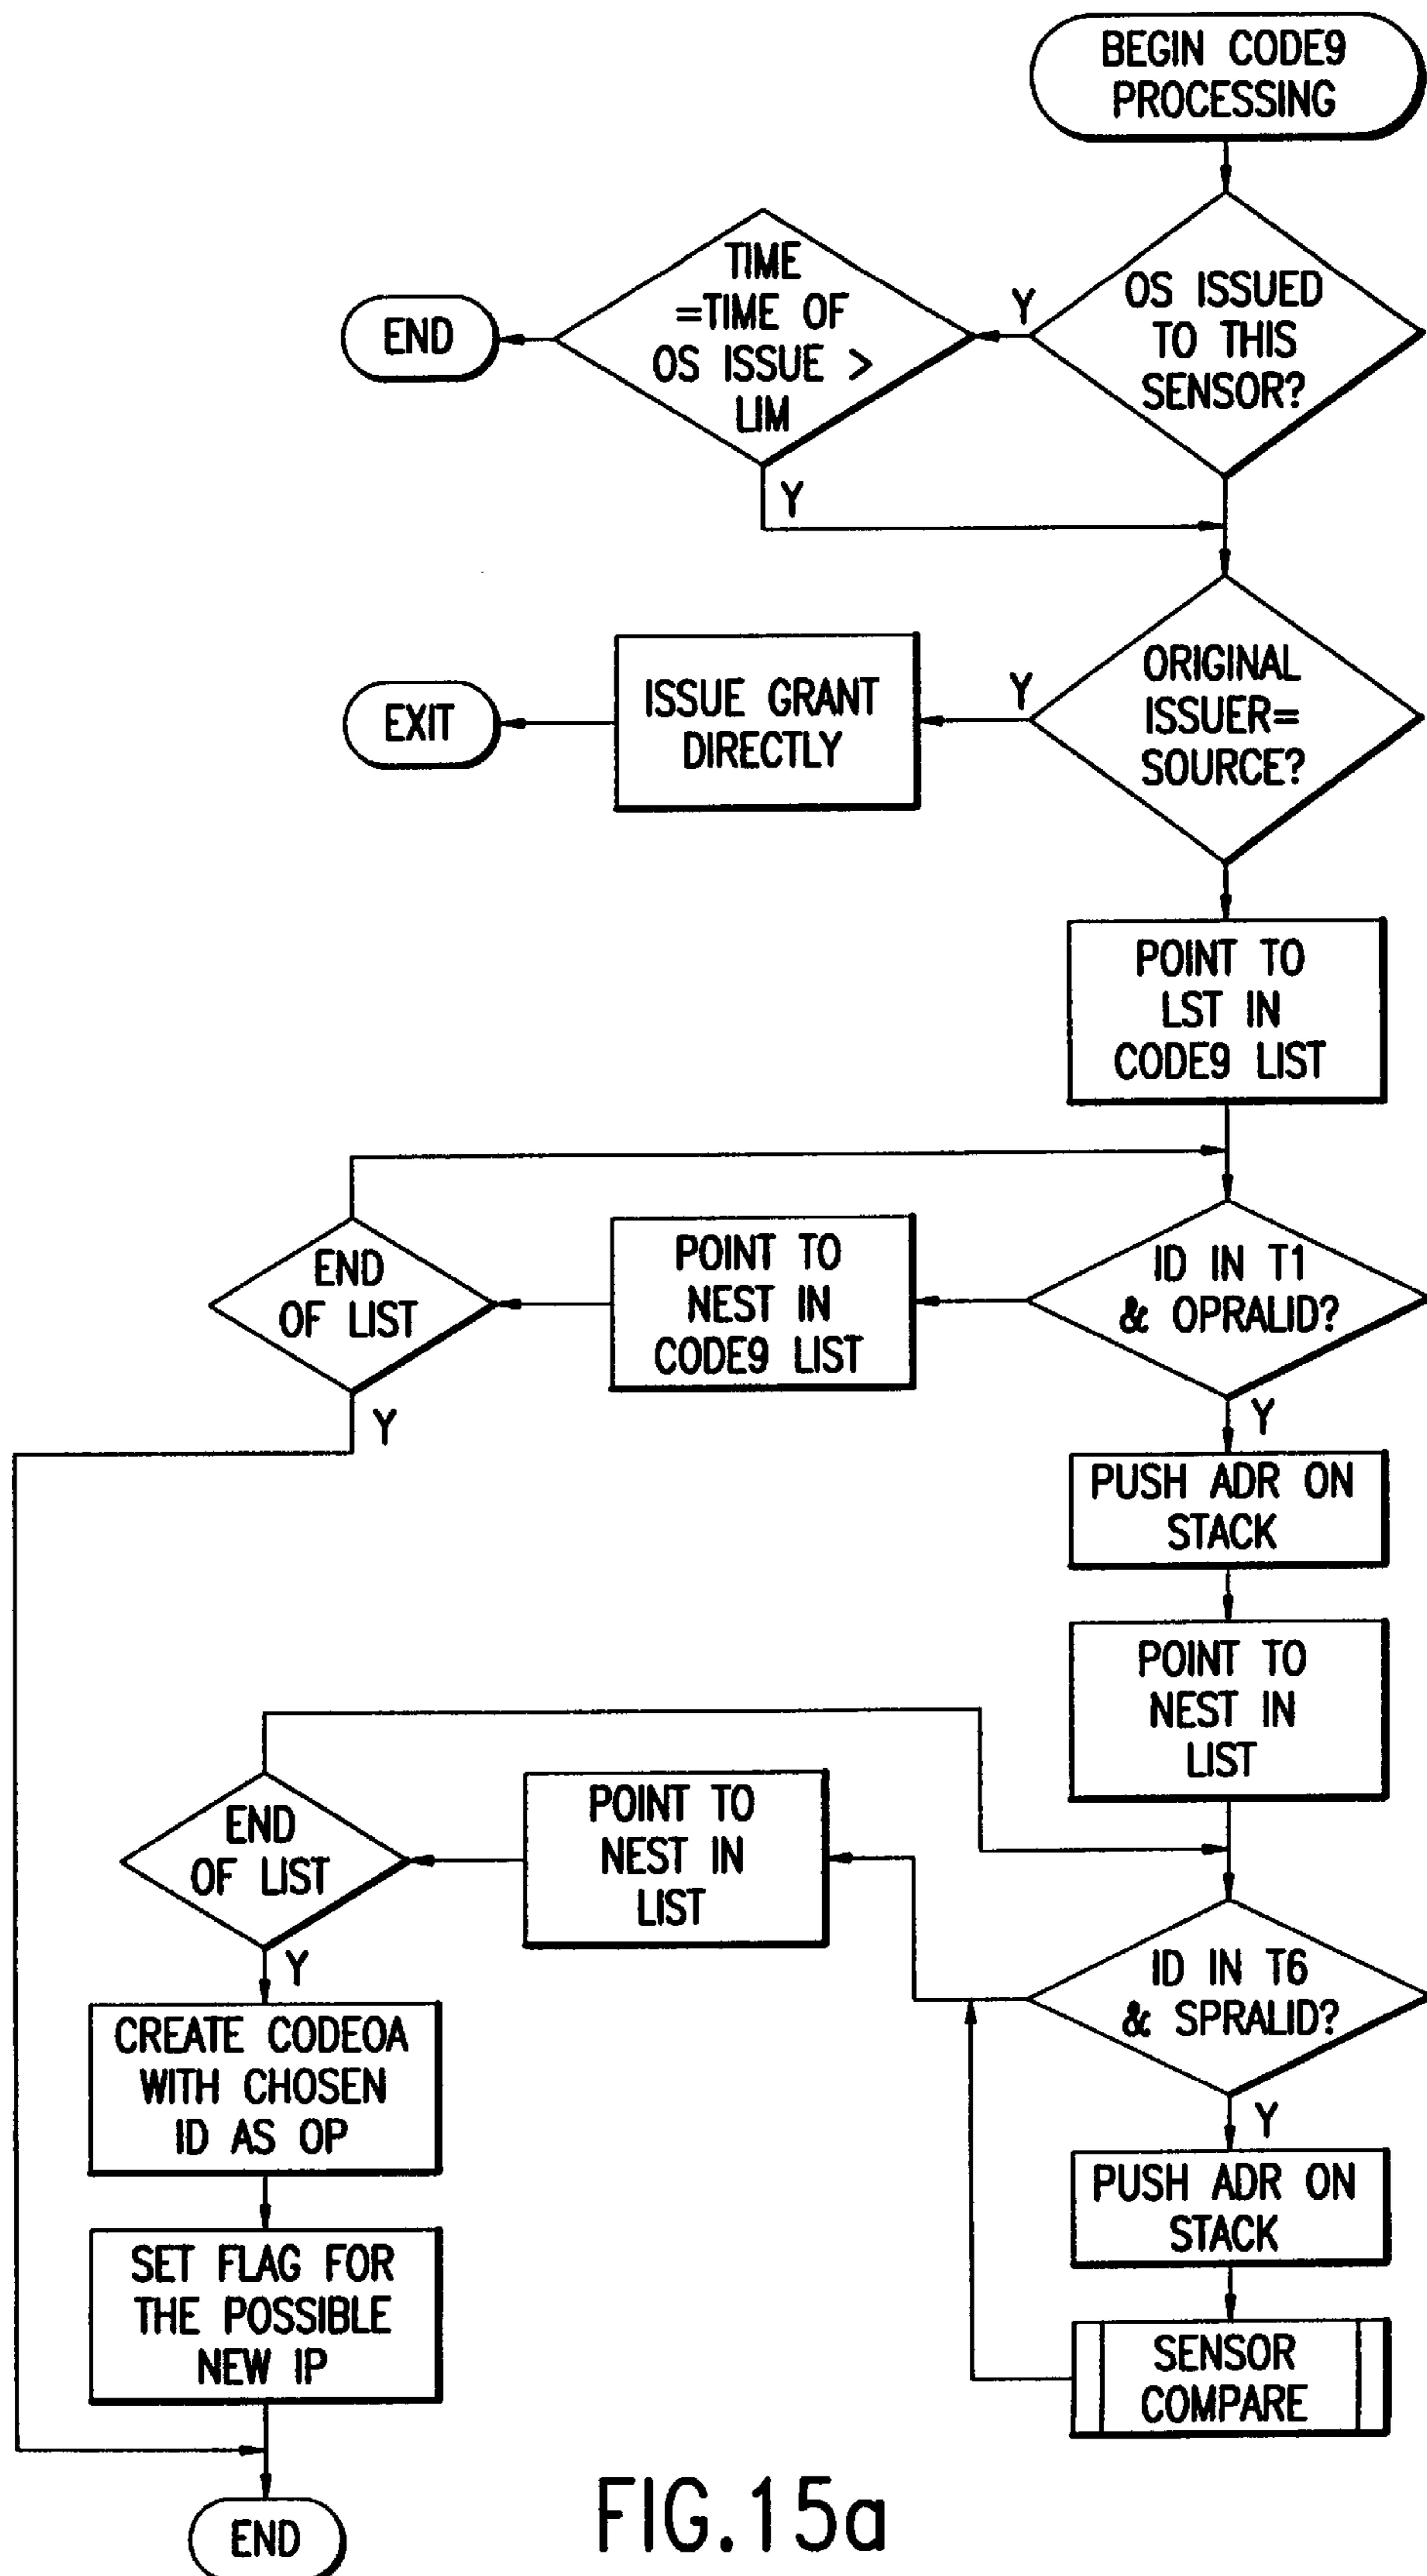 BEGIN CODE9
PROCESSING
OS ISSUED
TO THIS
SENSOR?
Y
TIME
=TIME OF
OS ISSUE >
LIM
END
Y
ORIGINAL
ISSUER=
SOURCE?
Y
ISSUE GRANT
DIRECTLY
EXIT
POINT TO
LST IN
CODE9 LIST
ID IN T1
& OPRALID?
POINT TO
NEST IN
CODE9 LIST
END
OF LIST
Y
Y
PUSH ADR ON
STACK
POINT TO
NEST IN
LIST
ID IN T6
& SPRALID?
POINT TO
NEST IN
LIST
END
OF LIST
Y
CREATE CODEOA
WITH CHOSEN
ID AS OP
SET FLAG FOR
THE POSSIBLE
NEW IP
END
Y
PUSH ADR ON
STACK
SENSOR
COMPARE
FIG.15a